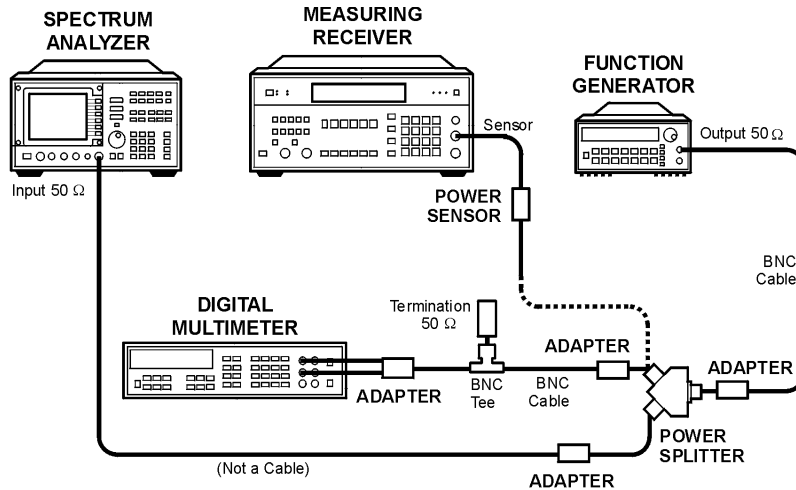 SPECTRUM
ANALYZER
MEASURING
RECEIVER
FUNCTION
GENERATOR
Sensor
Output 50 Ω
Input 50 Ω
POWER
SENSOR
BNC
Cable
DIGITAL
MULTIMETER
Termination
50 Ω
ADAPTER
ADAPTER
ADAPTER
BNC
Tee
BNC
Cable
POWER
SPLITTER
(Not a Cable)
ADAPTER